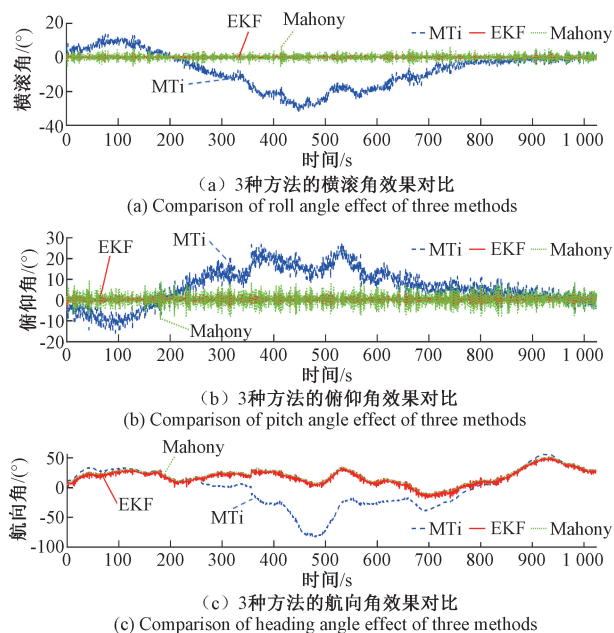 EKF Mahony MTi EKF Mahony
20
0
-20
-40
横滚角/(°)
MTi
0 100 200 300 400 500 600 700 800 900 1 000
时间/s
(a)3种方法的横滚角效果对比
(a) Comparison of roll angle effect of three methods
30
20
10
0
-10
-20
俯仰角/(°)
EKF MTi MTi EKF Mahony
Mahony
0 100 200 300 400 500 600 700 800 900 1 000
时间/s
(b)3种方法的俯仰角效果对比
(b) Comparison of pitch angle effect of three methods
50
0
-50
-100
航向角/(°)
Mahony
EKF
MTi MTi EKF Mahony
0 100 200 300 400 500 600 700 800 900 1 000
时间/s
(c)3种方法的航向角效果对比
(c) Comparison of heading angle effect of three methods